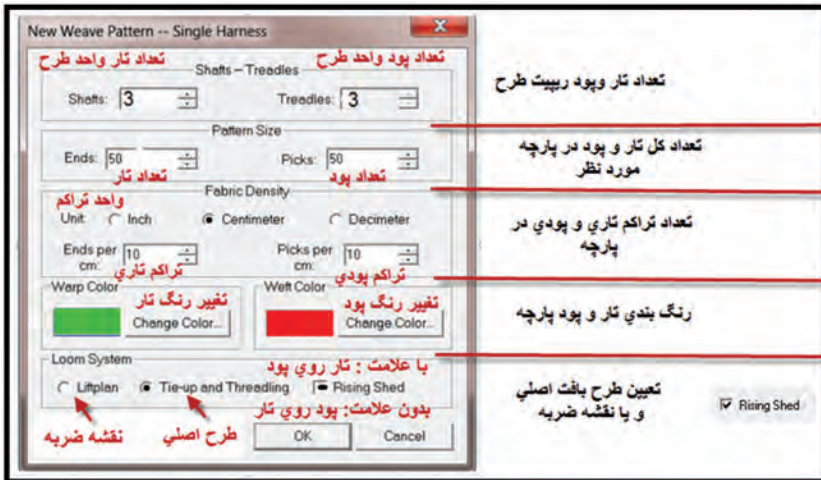 New Weave Pattern -- Single Harness
تعداد تار واحد طرح
تعداد پود واحد طرح
Shafts – Treadles
Shafts: 3
Treadles: 3
تعداد تار وپود ريپيت طرح
Pattern Size
Ends: 50
Picks: 50
تعداد تار
تعداد پود
تعداد کل تار و پود در پارچه
مورد نظر
Fabric Density
واحد تراکم
Unit: Inch
Centimeter
Decimeter
Ends per
cm: 10
Picks per
cm: 10
تراکم تاري
تراکم پودي
تعداد تراکم تاري و پودي در
پارچه
Warp Color
Weft Color
تغيير رنگ تار
تغيير رنگ پود
Change Color...
Change Color...
رنگ بندي تار و پود پارچه
Loom System
با علامت : تار روي پود
Liftplan
Tie-up and Threadling
Rising Shed
بدون علامت: پود روي تار
نقشه ضربه
طرح اصلي
OK
Cancel
تعيين طرح بافت اصلي
و يا نقشه ضربه
Rising Shed